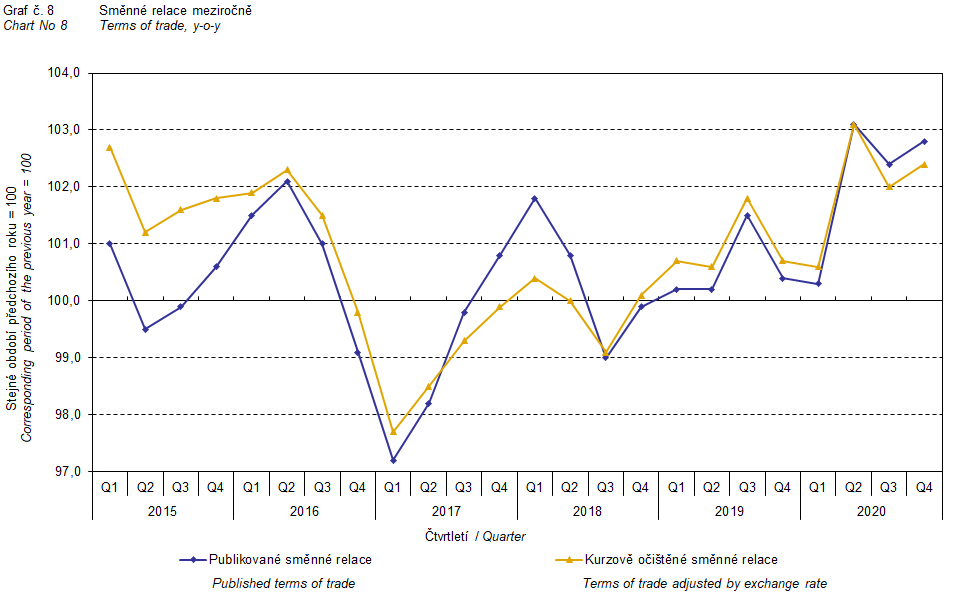 Graf č. 8 Směnné relace meziročně
Chart No 8 Terms of trade, y-o-y
Stejné období předchozího roku = 100
Corresponding period of the previous year = 100
104,0
103,0
102,0
101,0
100,0
99,0
98,0
97,0
Q1 Q2 Q3 Q4 Q1 Q2 Q3 Q4 Q1 Q2 Q3 Q4 Q1 Q2 Q3 Q4 Q1 Q2 Q3 Q4 Q1 Q2 Q3 Q4
2015 2016 2017 2018 2019 2020
Čtvrtletí / Quarter
Publikované směnné relace Kurzově očištěné směnné relace
Published terms of trade Terms of trade adjusted by exchange rate